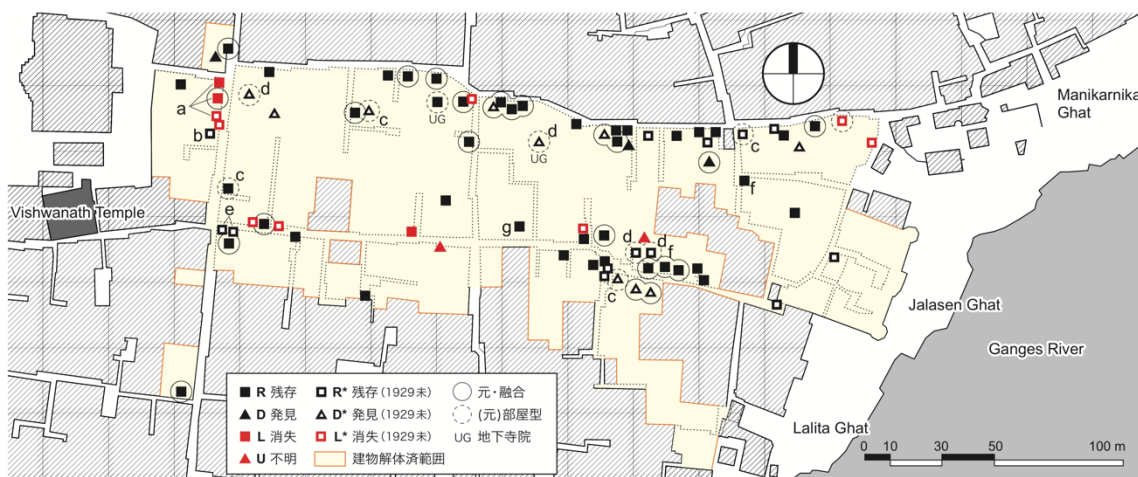 Manikarnika
Ghat
a
b
d
c
UG
d
UG
c
c
e
f
g
d
d
f
c
Vishwanath Temple
Jalasen Ghat
Ganges River
Lalita Ghat
R 残存
R* 残存(1929未)
元・融合
D 発見
D* 発見(1929未)
(元)部屋型
L 消失
L* 消失(1929未)
UG 地下寺院
U 不明
建物解体済範囲
0 10 30 50 100 m